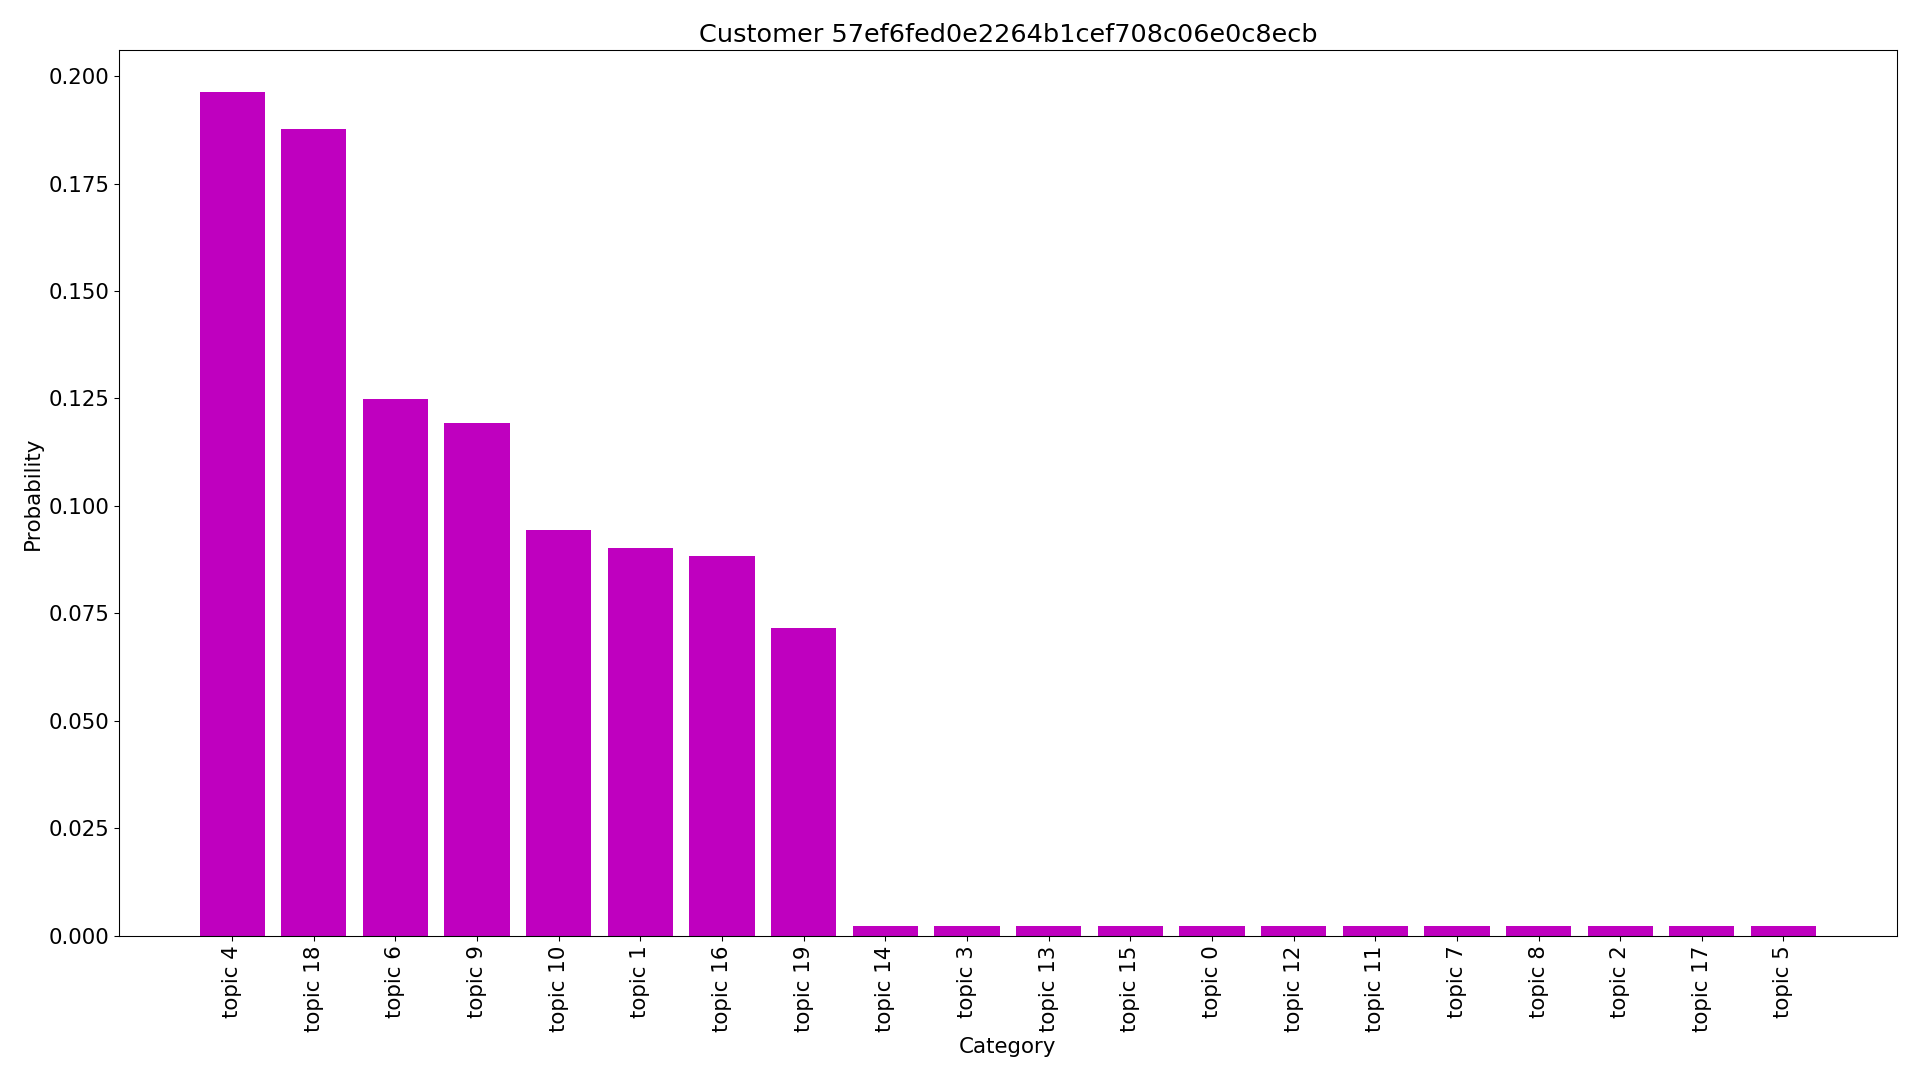 Customer 57ef6fed0e2264b1cef708c06e0c8ecb
Probability
0.200
0.175
0.150
0.125
0.100
0.075
0.050
0.025
0.000
topic 4
topic 18
topic 6
topic 9
topic 10
topic 1
topic 16
topic 19
topic 14
topic 3
topic 13
topic 15
topic 0
topic 12
topic 11
topic 7
topic 8
topic 2
topic 17
topic 5
Category